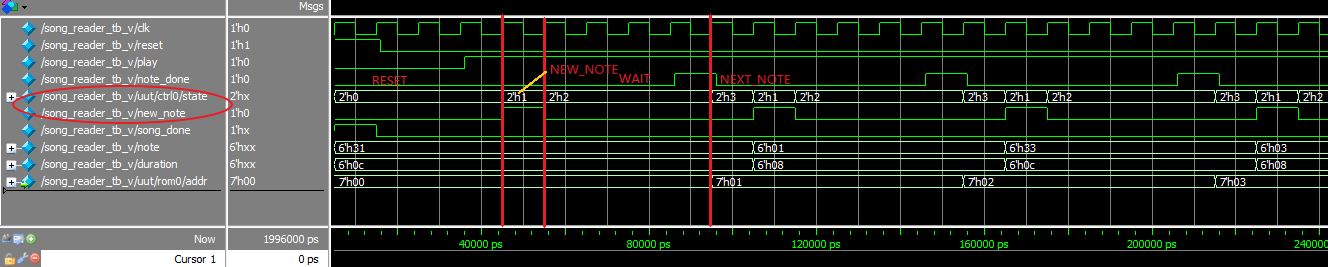 Msgs
/song_reader_tb_v/clk 1'h0
/song_reader_tb_v/reset 1'h1
/song_reader_tb_v/play 1'h0
NEW_NOTE
/song_reader_tb_v/note_done 1'h0 RESET WAIT NEXT_NOTE
/song_reader_tb_v/uut/ctrl0/state 2'hx 2'h0 2'h1 2'h2 2'h3 2'h1 2'h2 2'h3 2'h1 2'h2 2'h3 2'h1 2'h2
/song_reader_tb_v/new_note 1'h0
/song_reader_tb_v/song_done 1'hx
/song_reader_tb_v/note 6'hxx 6'h31 6'h01 6'h33 6'h03
/song_reader_tb_v/duration 6'hxx 6'h0c 6'h08 6'h0c 6'h08
/song_reader_tb_v/uut/rom0/addr 7'h00 7'h00 7'h01 7'h02 7'h03
Now 1996000 ps 40000 ps 80000 ps 120000 ps 160000 ps 200000 ps 240000
Cursor 1 0 ps